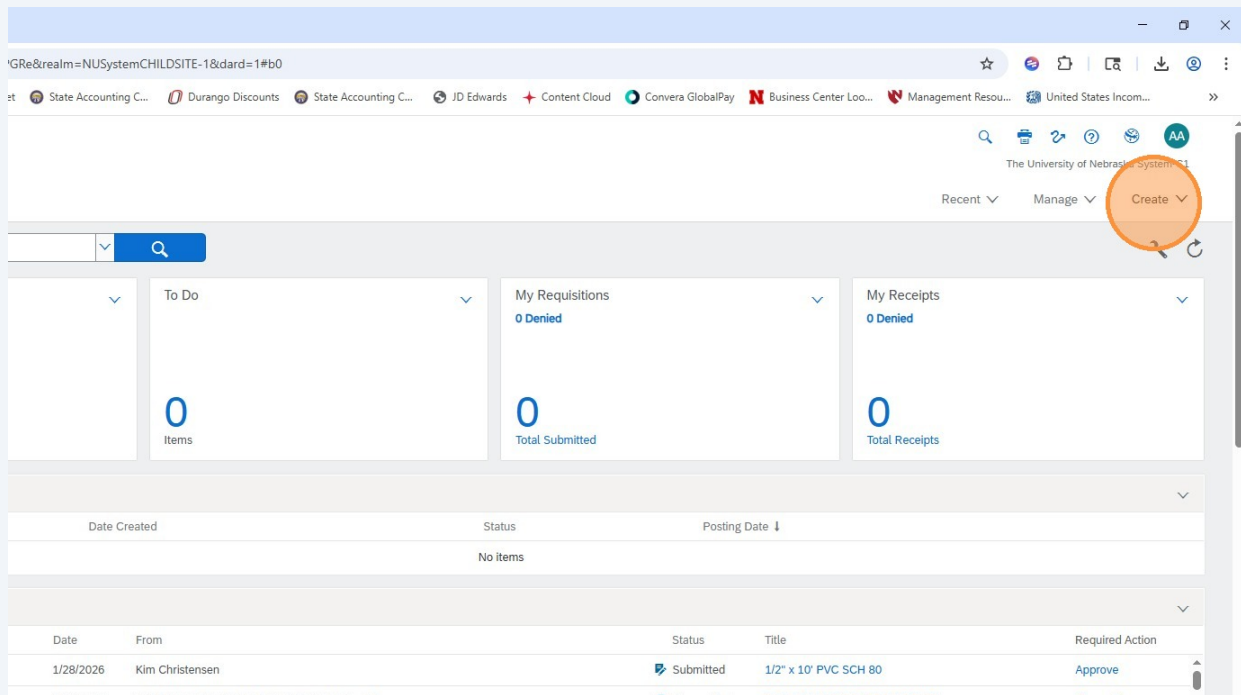 ?GRe&realm=NUSystemCHILDSITE-1&dard=1#b0
et State Accounting C... Durango Discounts State Accounting C... JD Edwards Content Cloud Convera GlobalPay Business Center Loo... Management Resou... United States Incom... »
AA
The University of Nebraska System-S1
Recent Manage Create
To Do
My Requisitions
My Receipts
0 Denied
0 Denied
0
0
0
Items
Total Submitted
Total Receipts
Date Created Status Posting Date
No items
Date From Status Title Required Action
1/28/2026 Kim Christensen Submitted 1/2" x 10' PVC SCH 80 Approve